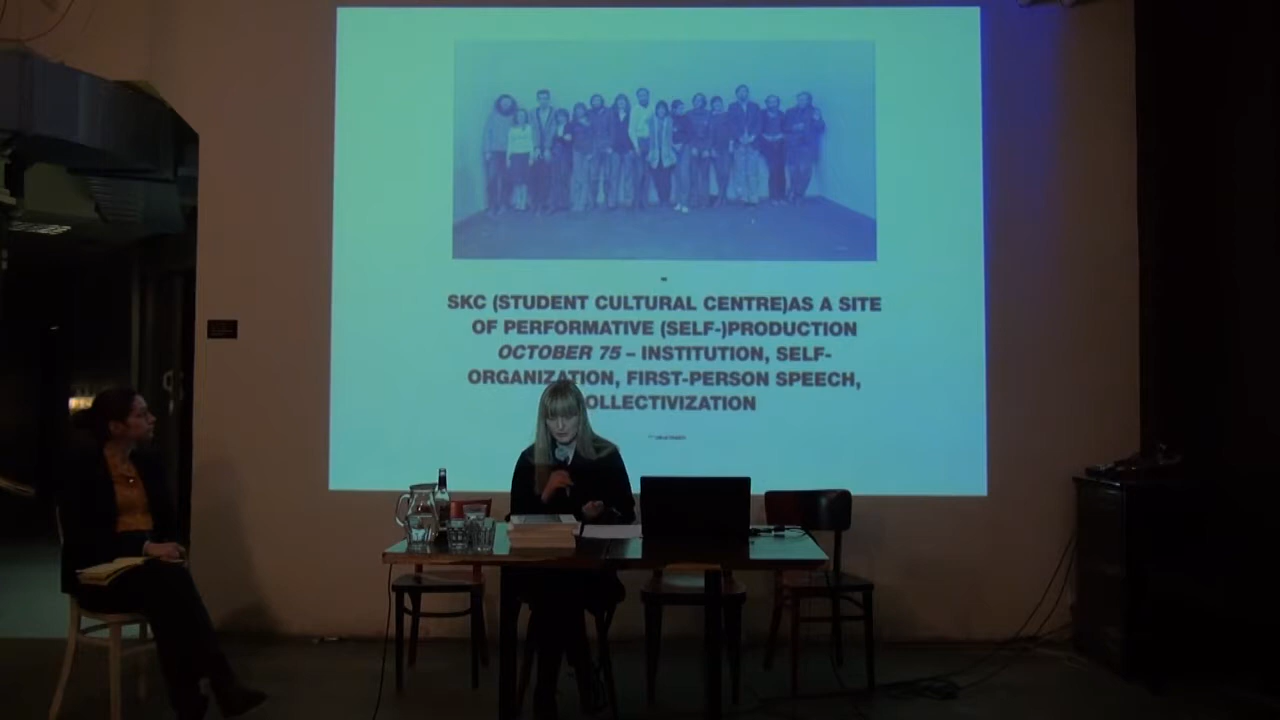 -
SKC (STUDENT CULTURAL CENTRE)AS A SITE
OF PERFORMATIVE (SELF-)PRODUCTION
OCTOBER 75 – INSTITUTION, SELF-
ORGANIZATION, FIRST-PERSON SPEECH,
OLLECTIVIZATION